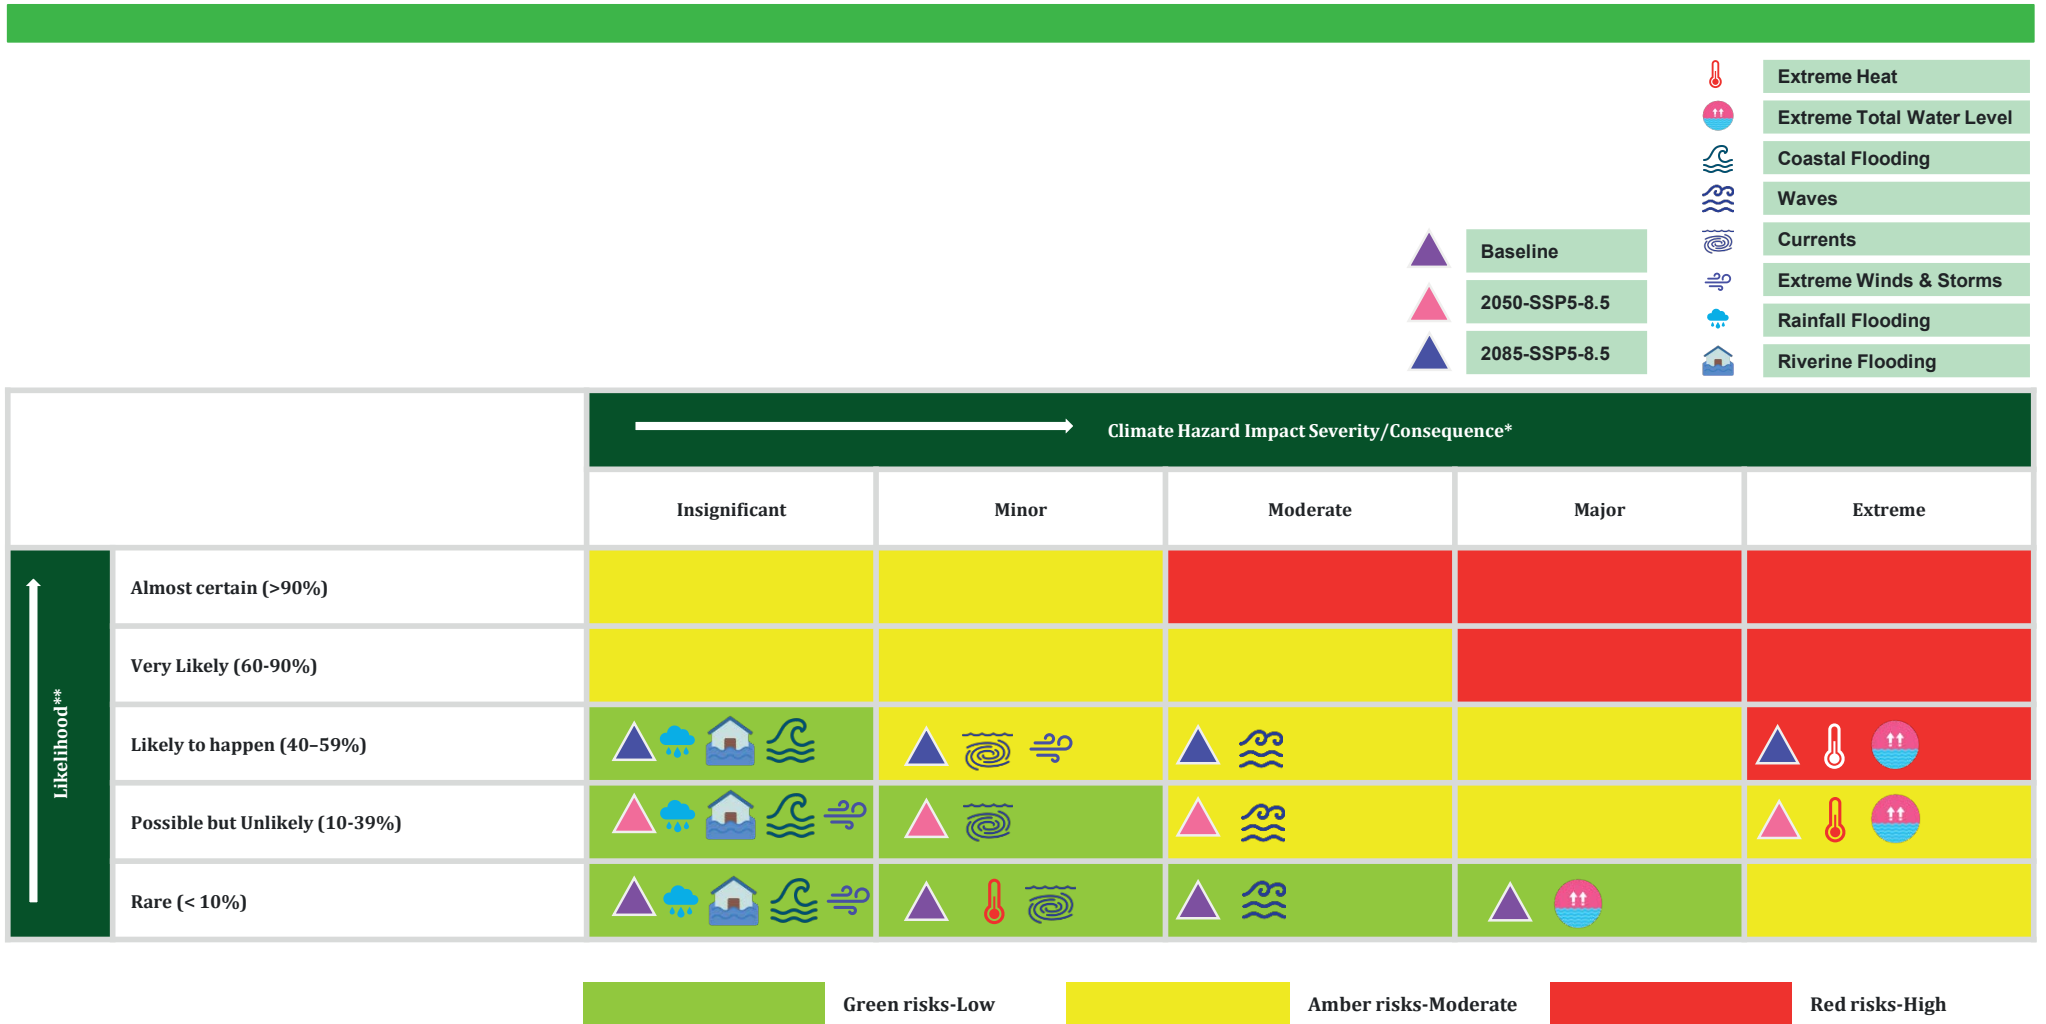 Extreme Heat
Extreme Total Water Level
Coastal Flooding
Waves
Currents
Extreme Winds & Storms
Rainfall Flooding
Riverine Flooding
Baseline
2050-SSP5-8.5
2085-SSP5-8.5
Climate Hazard Impact Severity/Consequence*
Insignificant
Minor
Moderate
Major
Extreme
Likelihood**
Almost certain (>90%)
Very Likely (60-90%)
Likely to happen (40–59%)
Possible but Unlikely (10-39%)
Rare (< 10%)
Green risks-Low
Amber risks-Moderate
Red risks-High